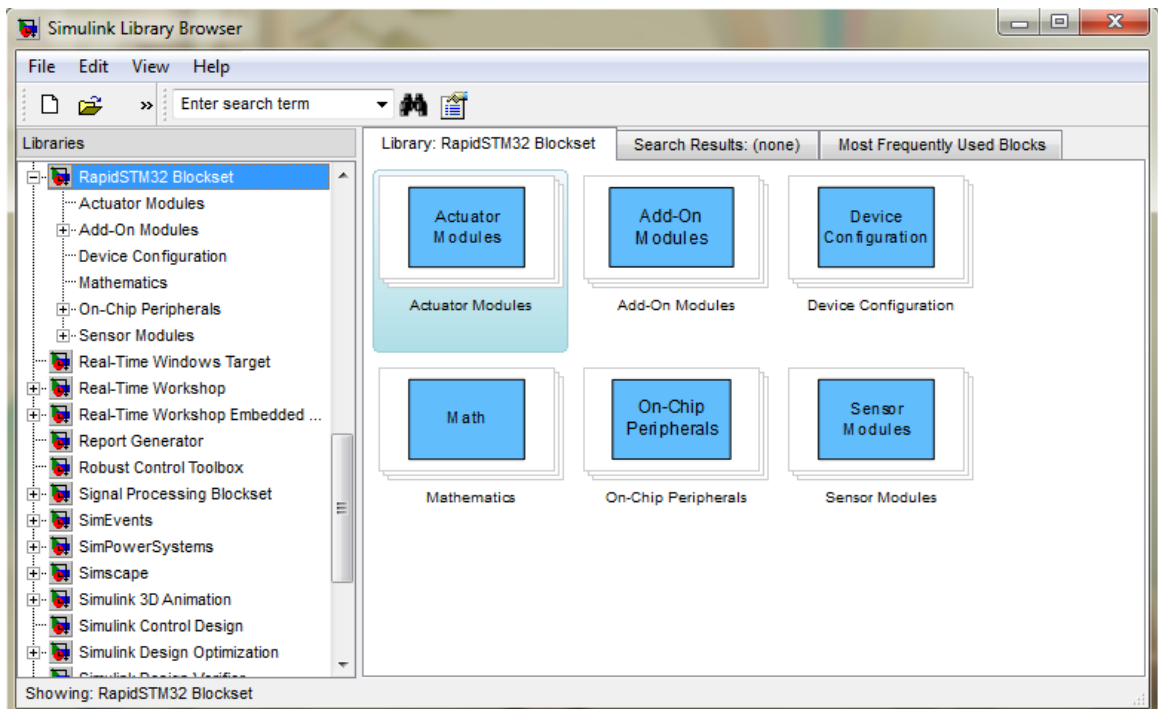 Simulink Library Browser
File Edit View Help
» Enter search term
Libraries
RapidSTM32 Blockset
Actuator Modules
Add-On Modules
Device Configuration
Mathematics
On-Chip Peripherals
Sensor Modules
Real-Time Windows Target
Real-Time Workshop
Real-Time Workshop Embedded ...
Report Generator
Robust Control Toolbox
Signal Processing Blockset
SimEvents
SimPowerSystems
Simscape
Simulink 3D Animation
Simulink Control Design
Simulink Design Optimization
Simulink Design Verifier
Library: RapidSTM32 Blockset
Search Results: (none)
Most Frequently Used Blocks
Actuator
Modules
Actuator Modules
Add-On
Modules
Add-On Modules
Device
Configuration
Device Configuration
Math
Mathematics
On-Chip
Peripherals
On-Chip Peripherals
Sensor
Modules
Sensor Modules
Showing: RapidSTM32 Blockset